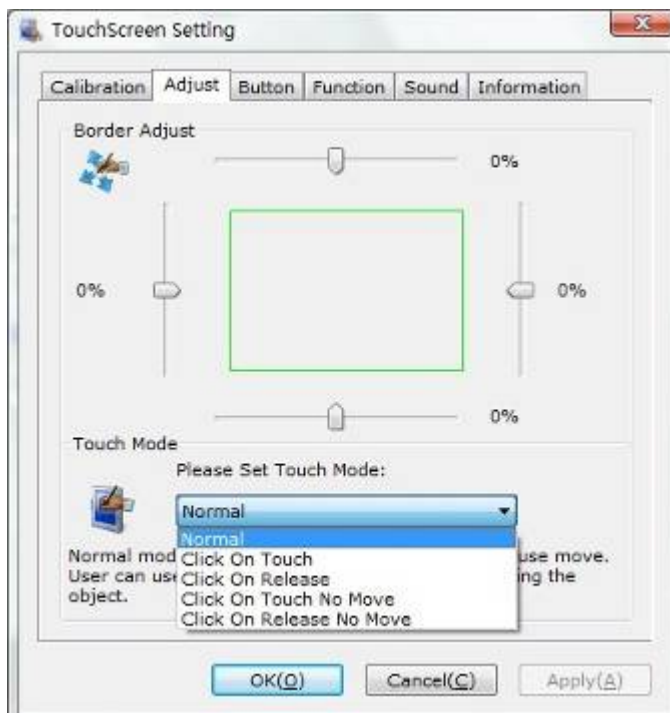 TouchScreen Setting
Calibration Adjust Button Function Sound Information
Border Adjust
0%
0% 0%
0%
Touch Mode
Please Set Touch Mode:
Normal
Normal
Click On Touch
Click On Release
Click On Touch No Move
Click On Release No Move
Normal use move.
User can ing the
object.
OK(O) Cancel(C) Apply(A)